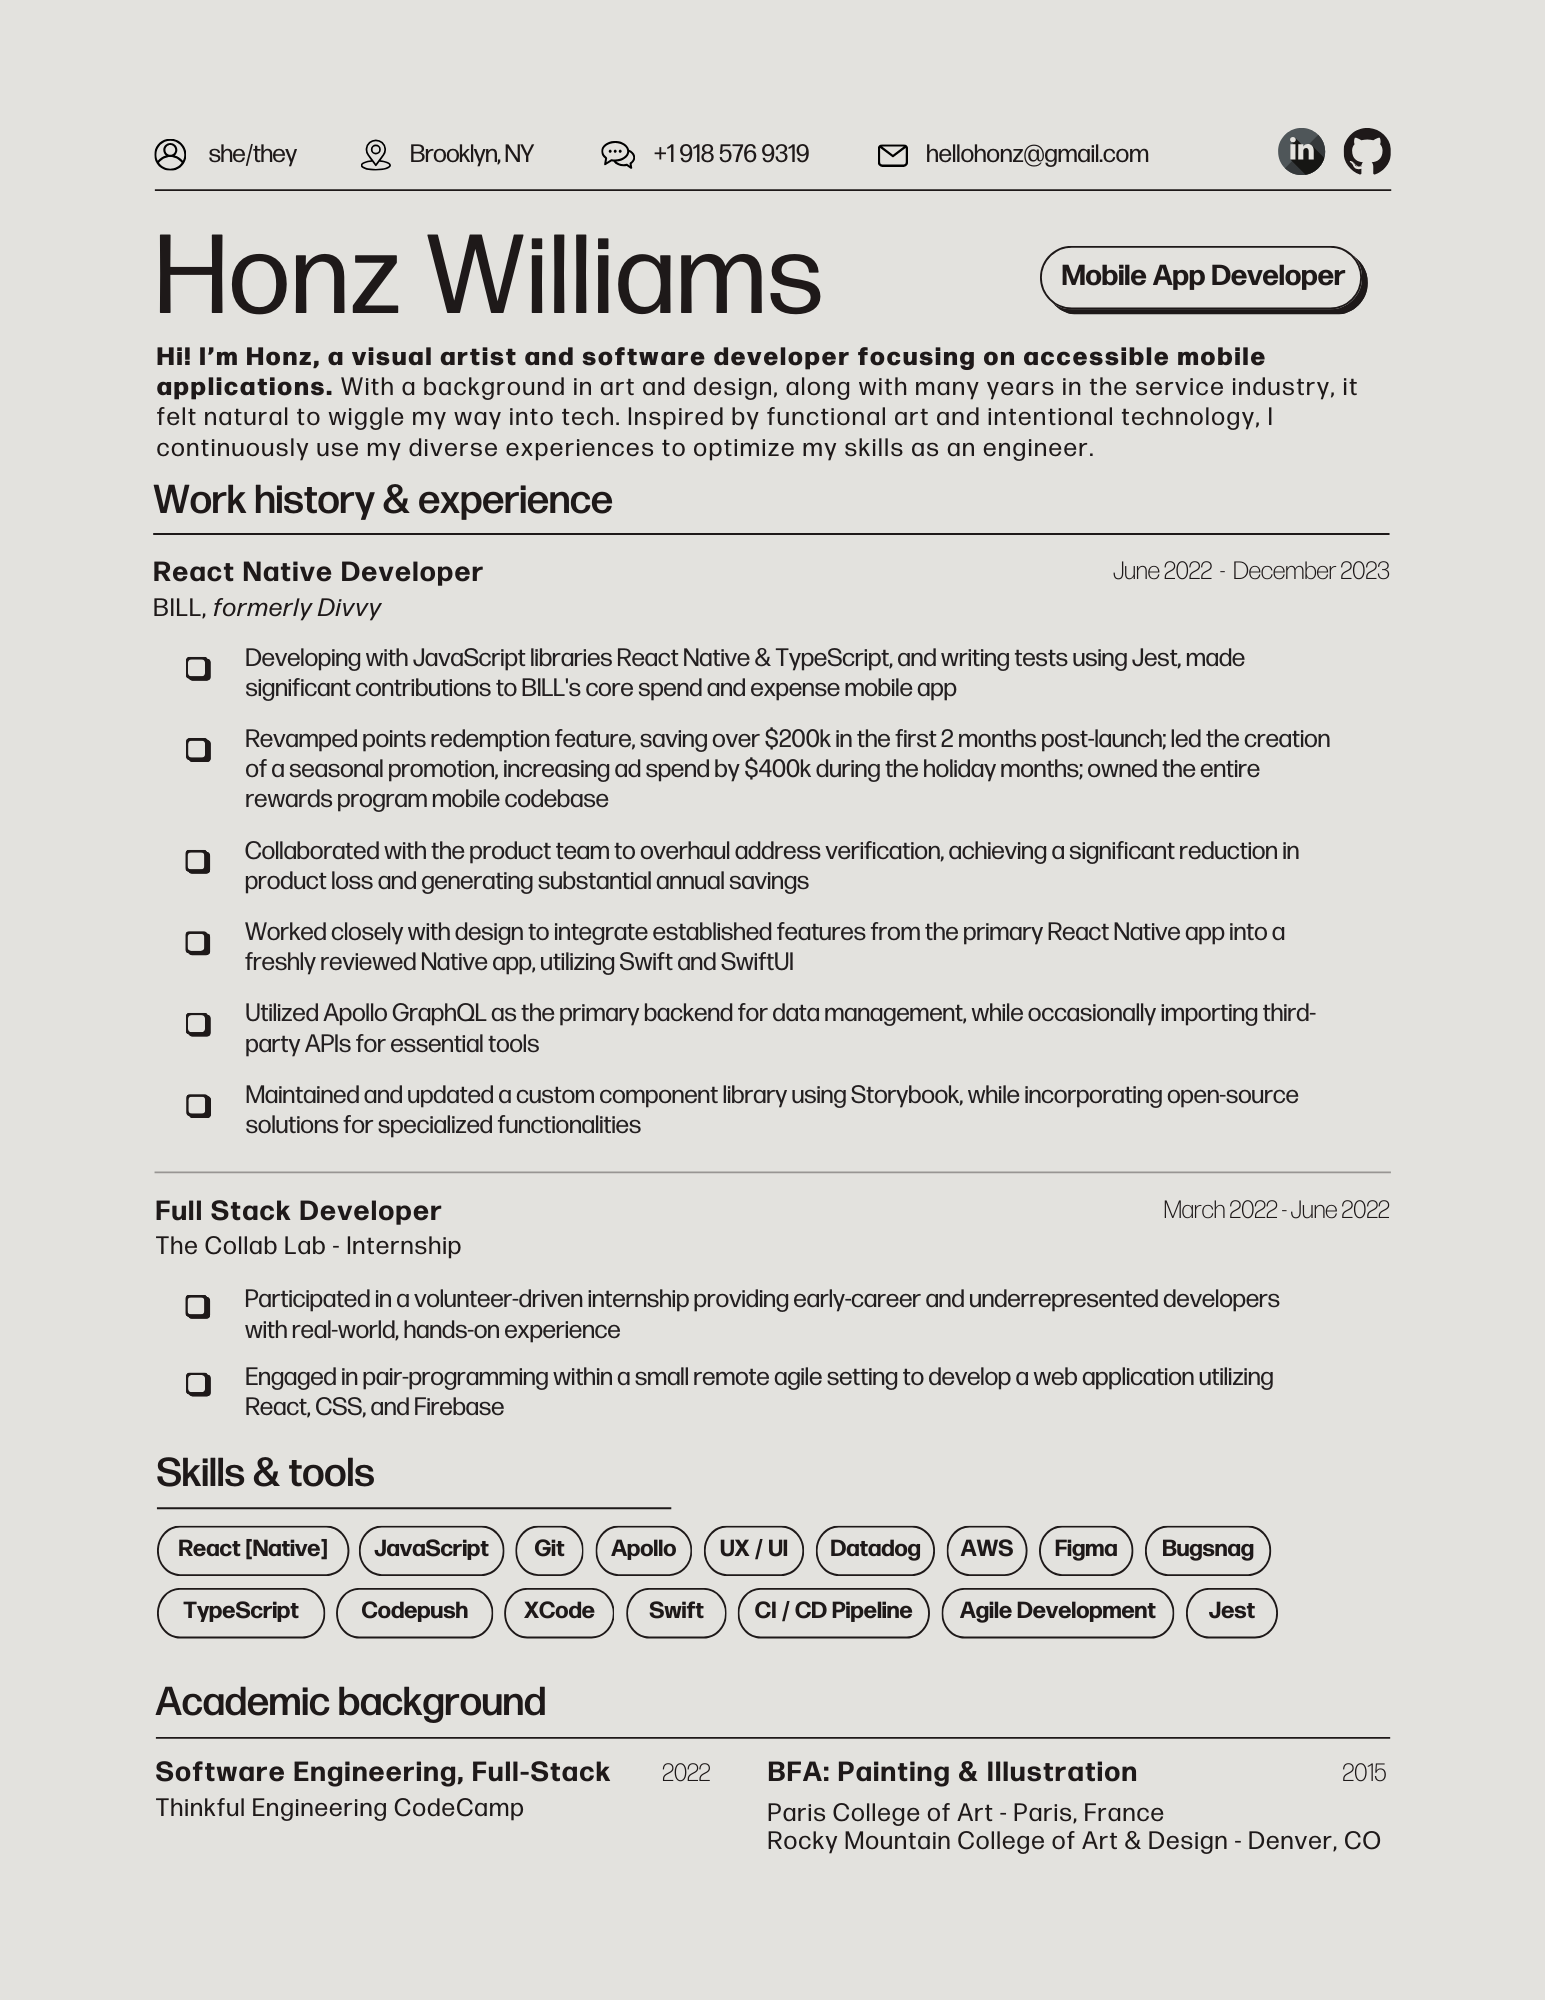 she/they Brooklyn, NY +1 918 576 9319 hellohonz@gmail.com in
Honz Williams
Mobile App Developer
Hi! I'm Honz, a visual artist and software developer focusing on accessible mobile
applications. With a background in art and design, along with many years in the service industry, it
felt natural to wiggle my way into tech. Inspired by functional art and intentional technology, I
continuously use my diverse experiences to optimize my skills as an engineer.
Work history & experience
React Native Developer June 2022 - December 2023
BILL, formerly Divvy
Developing with JavaScript libraries React Native & TypeScript, and writing tests using Jest, made
significant contributions to BILL's core spend and expense mobile app
Revamped points redemption feature, saving over $200k in the first 2 months post-launch; led the creation
of a seasonal promotion, increasing ad spend by $400k during the holiday months; owned the entire
rewards program mobile codebase
Collaborated with the product team to overhaul address verification, achieving a significant reduction in
product loss and generating substantial annual savings
Worked closely with design to integrate established features from the primary React Native app into a
freshly reviewed Native app, utilizing Swift and SwiftUI
Utilized Apollo GraphQL as the primary backend for data management, while occasionally importing third-
party APIs for essential tools
Maintained and updated a custom component library using Storybook, while incorporating open-source
solutions for specialized functionalities
Full Stack Developer March 2022 - June 2022
The Collab Lab - Internship
Participated in a volunteer-driven internship providing early-career and underrepresented developers
with real-world, hands-on experience
Engaged in pair-programming within a small remote agile setting to develop a web application utilizing
React, CSS, and Firebase
Skills & tools
React [Native] JavaScript Git Apollo UX / UI Datadog AWS Figma Bugsnag
TypeScript Codepush XCode Swift CI / CD Pipeline Agile Development Jest
Academic background
Software Engineering, Full-Stack 2022
Thinkful Engineering CodeCamp
BFA: Painting & Illustration 2015
Paris College of Art - Paris, France
Rocky Mountain College of Art & Design - Denver, CO